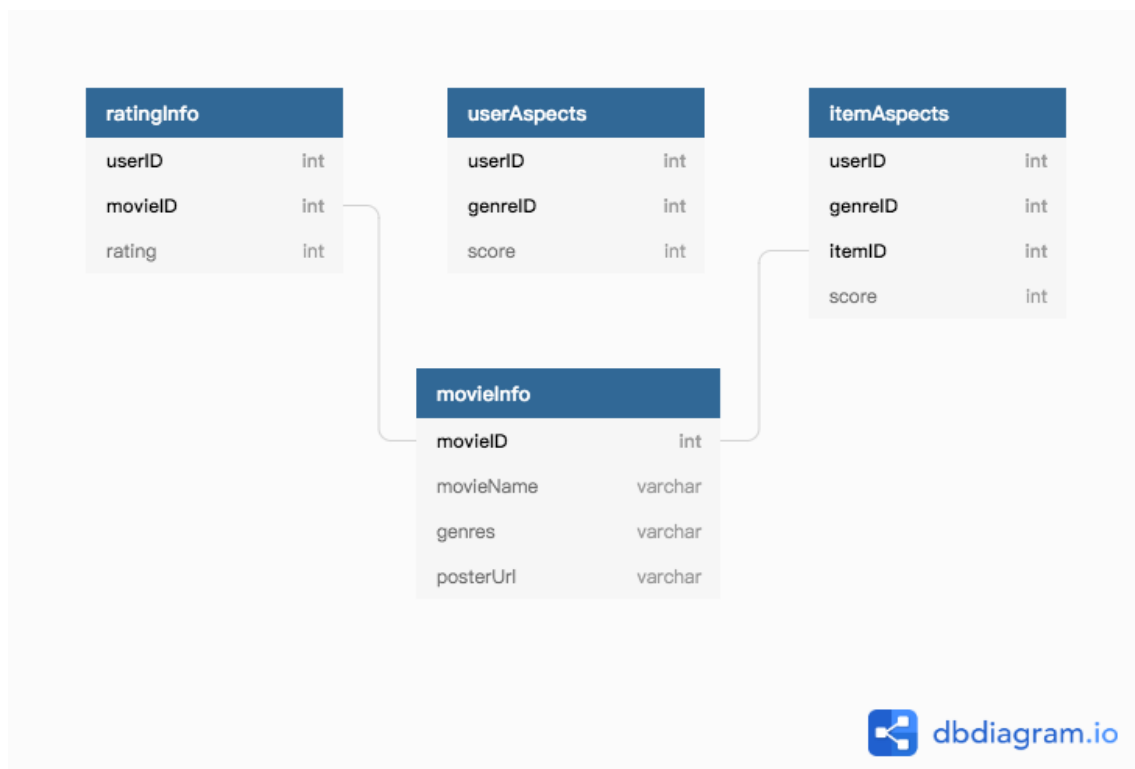 ratingInfo
userID int
movieID int
rating int
userAspects
userID int
genreID int
score int
itemAspects
userID int
genreID int
itemID int
score int
movieInfo
movieID int
movieName varchar
genres varchar
posterUrl varchar
dbdiagram.io